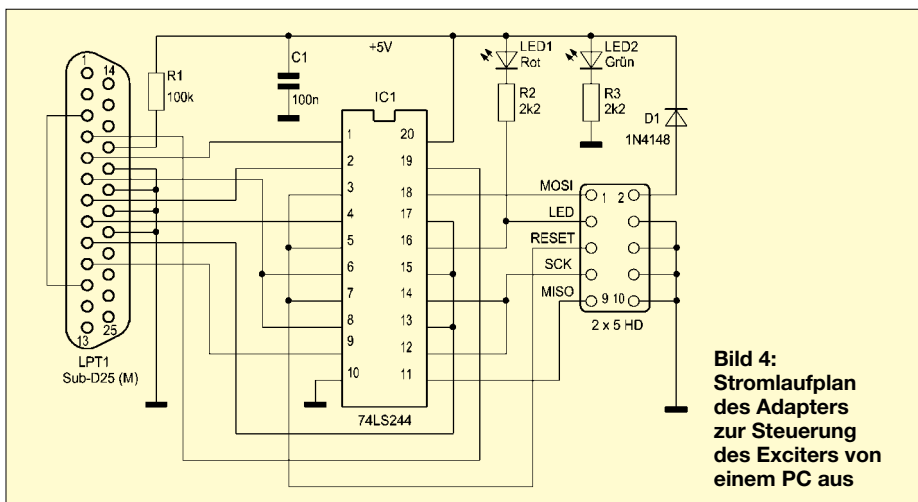 1
14
13
25
LPT1
Sub-D25 (M)
R1
100k
C1
100n
+5V
IC1
1
2
3
4
5
6
7
8
9
10
20
19
18
17
16
15
14
13
12
11
74LS244
LED1
Rot
R2
2k2
LED2
Grün
R3
2k2
D1
1N4148
MOSI
LED
RESET
SCK
MISO
1 2
9 10
2 x 5 HD
Bild 4:
Stromlaufplan
des Adapters
zur Steuerung
des Exciters von
einem PC aus